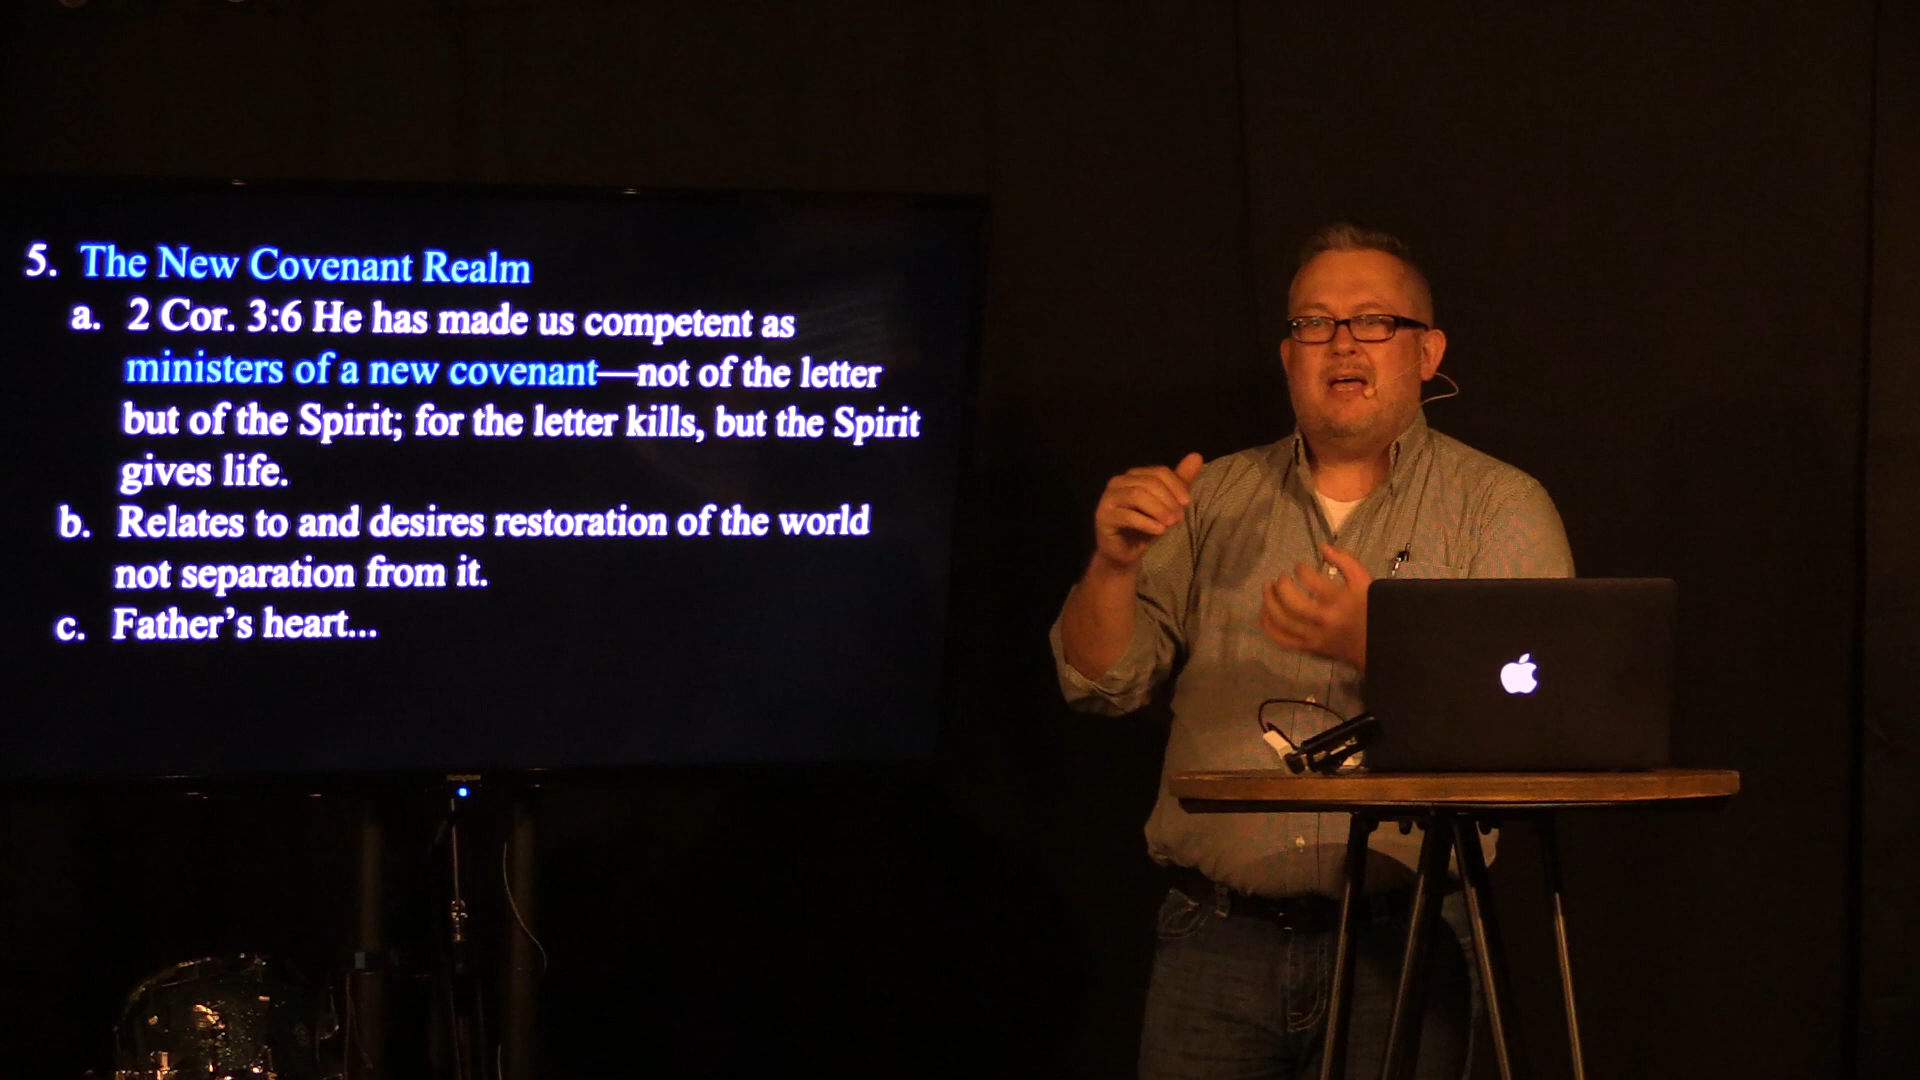 5. The New Covenant Realm
a. 2 Cor. 3:6 He has made us competent as
ministers of a new covenant—not of the letter
but of the Spirit; for the letter kills, but the Spirit
gives life.
b. Relates to and desires restoration of the world
not separation from it.
c. Father’s heart...